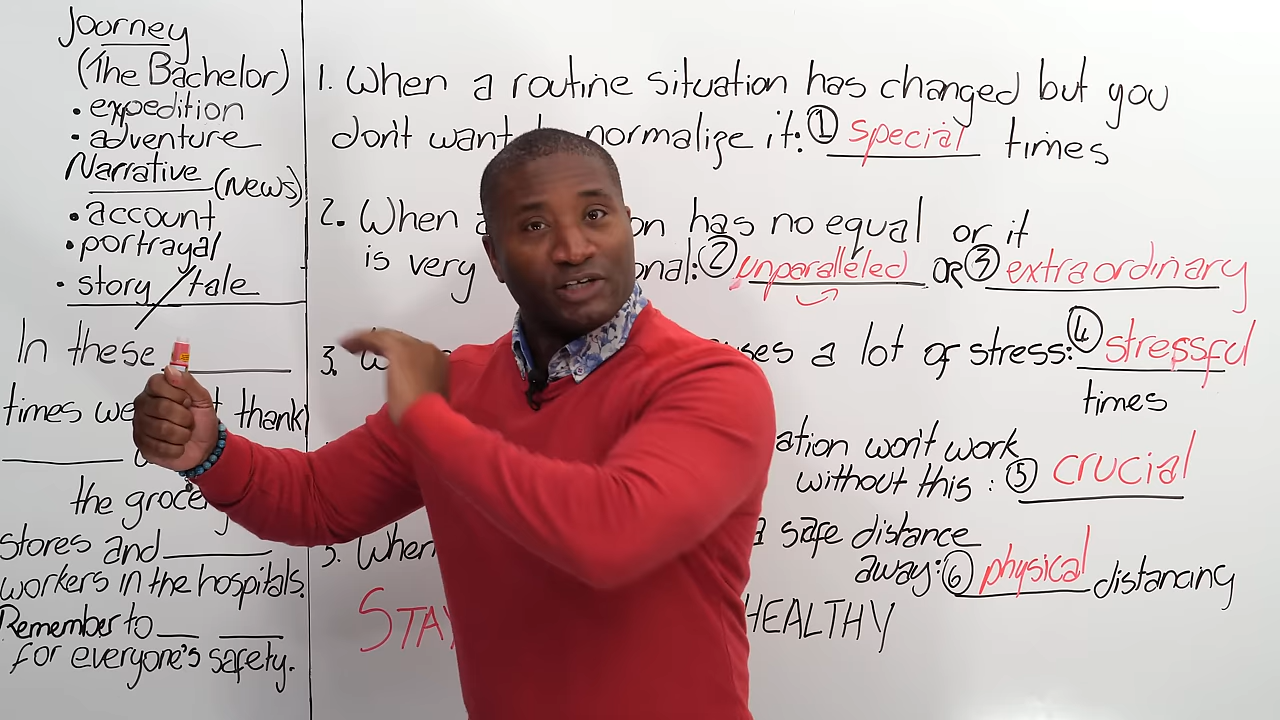 Journey
(The Bachelor)
• expedition
• adventure
Narrative (news)
• account
• portrayal
• story/tale
In these
times we thank
the grocery
stores and
workers in the hospitals.
Remember to
for everyone's safety.
1. When a routine situation has changed but you
don't want normalize it: ① special times
2. When has no equal or it
is very ② unparalleled OR ③ extraordinary
3. a lot of stress: ④ stressful
times
won't work
without this: ⑤ crucial
5. When a safe distance
away: ⑥ physical distancing
STAY HEALTHY